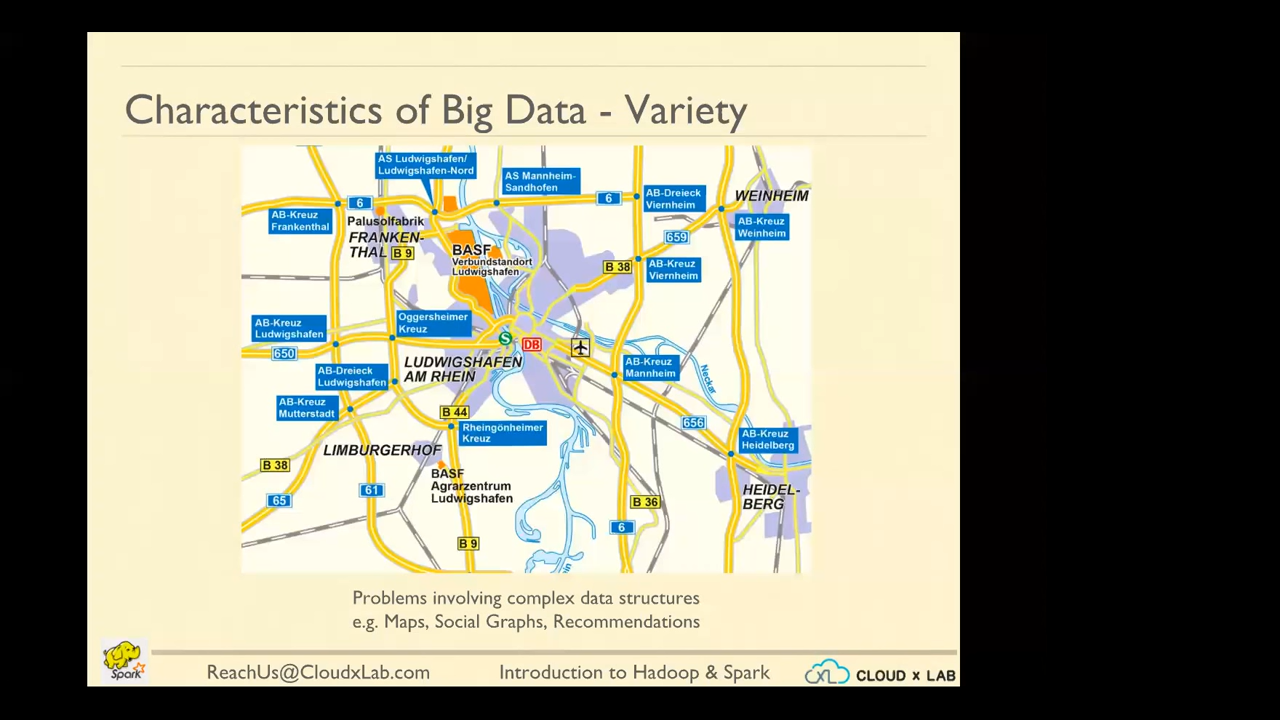 Characteristics of Big Data - Variety
AS Ludwigshafen/
Ludwigshafen-Nord
AS Mannheim-
Sandhofen
6
6
AB-Dreieck
Viernheim
WEINHEIM
AB-Kreuz
Frankenthal
Palusolfabrik
FRANKEN-
THAL
B 9
BASF
Verbundstandort
Ludwigshafen
659
AB-Kreuz
Weinheim
B 38
AB-Kreuz
Viernheim
AB-Kreuz
Ludwigshafen
650
Oggersheimer
Kreuz
S
DB
LUDWIGSHAFEN
AM RHEIN
AB-Dreieck
Ludwigshafen
AB-Kreuz
Mannheim
Neckar
AB-Kreuz
Mutterstadt
B 44
Rheingönheimer
Kreuz
656
AB-Kreuz
Heidelberg
LIMBURGERHOF
B 38
65
61
BASF
Agrarzentrum
Ludwigshafen
HEIDEL-
BERG
B 36
6
B 9
Problems involving complex data structures
e.g. Maps, Social Graphs, Recommendations
Spark
ReachUs@CloudxLab.com
Introduction to Hadoop & Spark
CLOUD x LAB